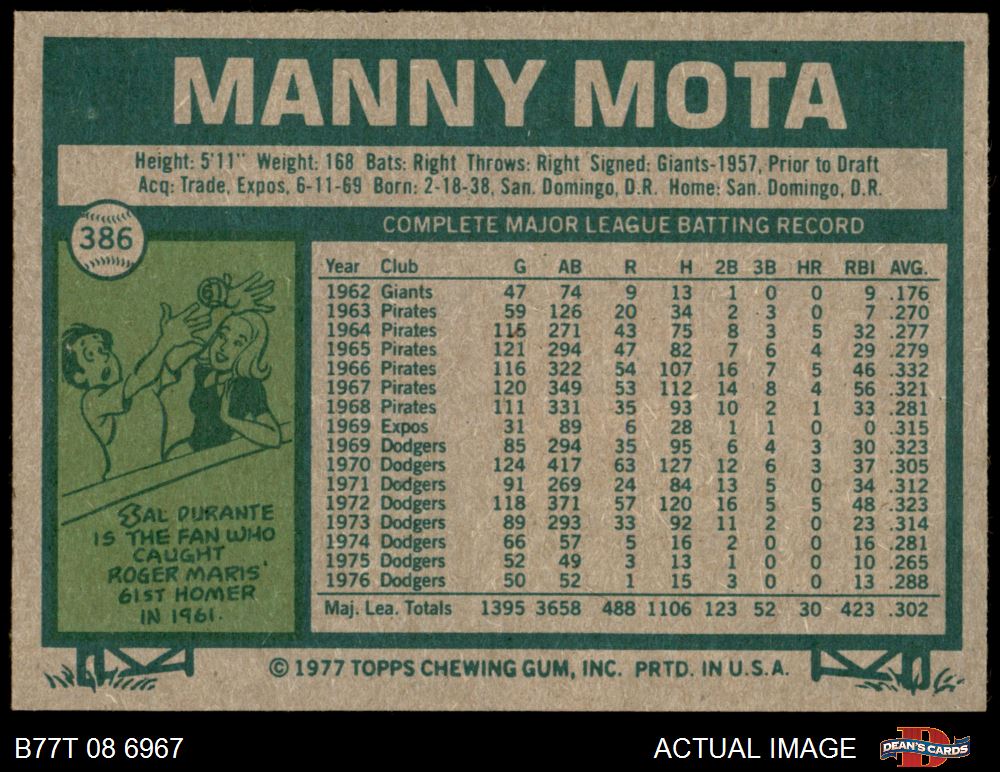 MANNY MOTA
Height: 5'11" Weight: 168 Bats: Right Throws: Right Signed: Giants-1957, Prior to Draft
Acq: Trade, Expos, 6-11-69 Born: 2-18-38, San. Domingo, D.R. Home: San. Domingo, D.R.
386
COMPLETE MAJOR LEAGUE BATTING RECORD
Year Club G AB R H 2B 3B HR RBI AVG.
1962 Giants 47 74 9 13 1 0 0 9 .176
1963 Pirates 59 126 20 34 2 3 0 7 .270
1964 Pirates 115 271 43 75 8 3 5 32 .277
1965 Pirates 121 294 47 82 7 6 4 29 .279
1966 Pirates 116 322 54 107 16 7 5 46 .332
1967 Pirates 120 349 53 112 14 8 4 56 .321
1968 Pirates 111 331 35 93 10 2 1 33 .281
1969 Expos 31 89 6 28 1 1 0 0 .315
1969 Dodgers 85 294 35 95 6 4 3 30 .323
1970 Dodgers 124 417 63 127 12 6 3 37 .305
1971 Dodgers 91 269 24 84 13 5 0 34 .312
1972 Dodgers 118 371 57 120 16 5 5 48 .323
1973 Dodgers 89 293 33 92 11 2 0 23 .314
1974 Dodgers 66 57 5 16 2 0 0 16 .281
1975 Dodgers 52 49 3 13 1 0 0 10 .265
1976 Dodgers 50 52 1 15 3 0 0 13 .288
Maj. Lea. Totals 1395 3658 488 1106 123 52 30 423 .302
SAL DURANTE
IS THE FAN WHO
CAUGHT
ROGER MARIS'
61ST HOMER
IN 1961.
© 1977 TOPPS CHEWING GUM, INC. PRTD. IN U.S.A.
B77T 08 6967
ACTUAL IMAGE
DEAN'S CARDS